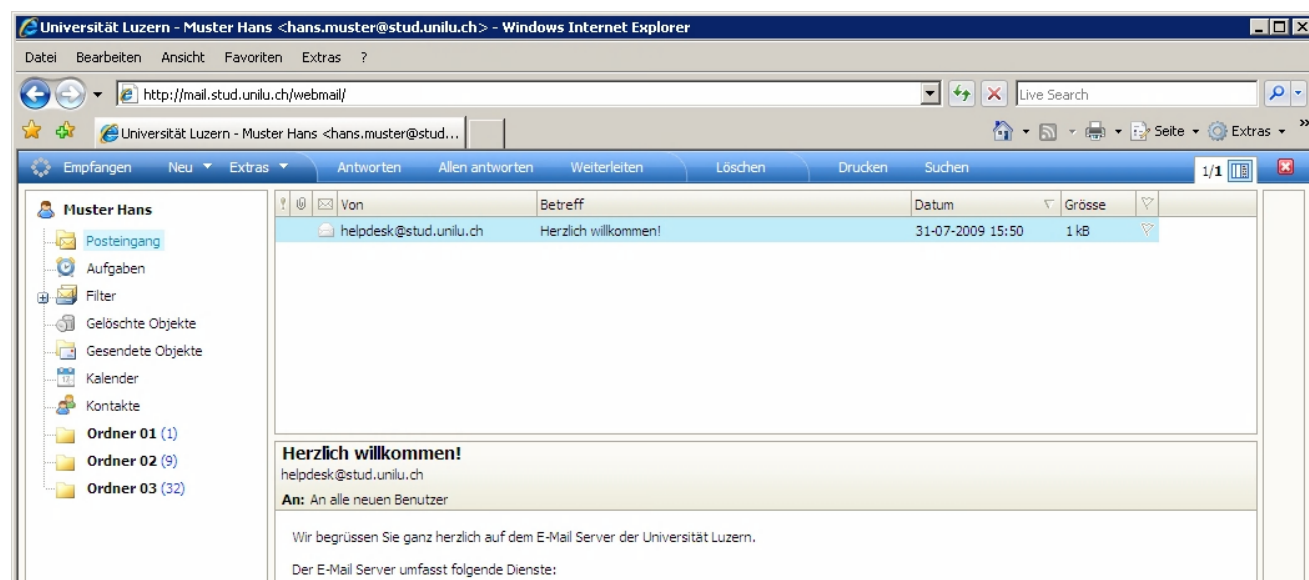 Universität Luzern - Muster Hans <hans.muster@stud.unilu.ch> - Windows Internet Explorer
Datei Bearbeiten Ansicht Favoriten Extras ?
http://mail.stud.unilu.ch/webmail/ Live Search
Universität Luzern - Muster Hans <hans.muster@stud... Seite Extras »
Empfangen Neu Extras Antworten Allen antworten Weiterleiten Löschen Drucken Suchen 1/1
Muster Hans
Posteingang
Aufgaben
Filter
Gelöschte Objekte
Gesendete Objekte
Kalender
Kontakte
Ordner 01 (1)
Ordner 02 (9)
Ordner 03 (32)
Von Betreff Datum Grösse
helpdesk@stud.unilu.ch Herzlich willkommen! 31-07-2009 15:50 1 kB
Herzlich willkommen!
helpdesk@stud.unilu.ch
An: An alle neuen Benutzer
Wir begrüssen Sie ganz herzlich auf dem E-Mail Server der Universität Luzern.
Der E-Mail Server umfasst folgende Dienste: